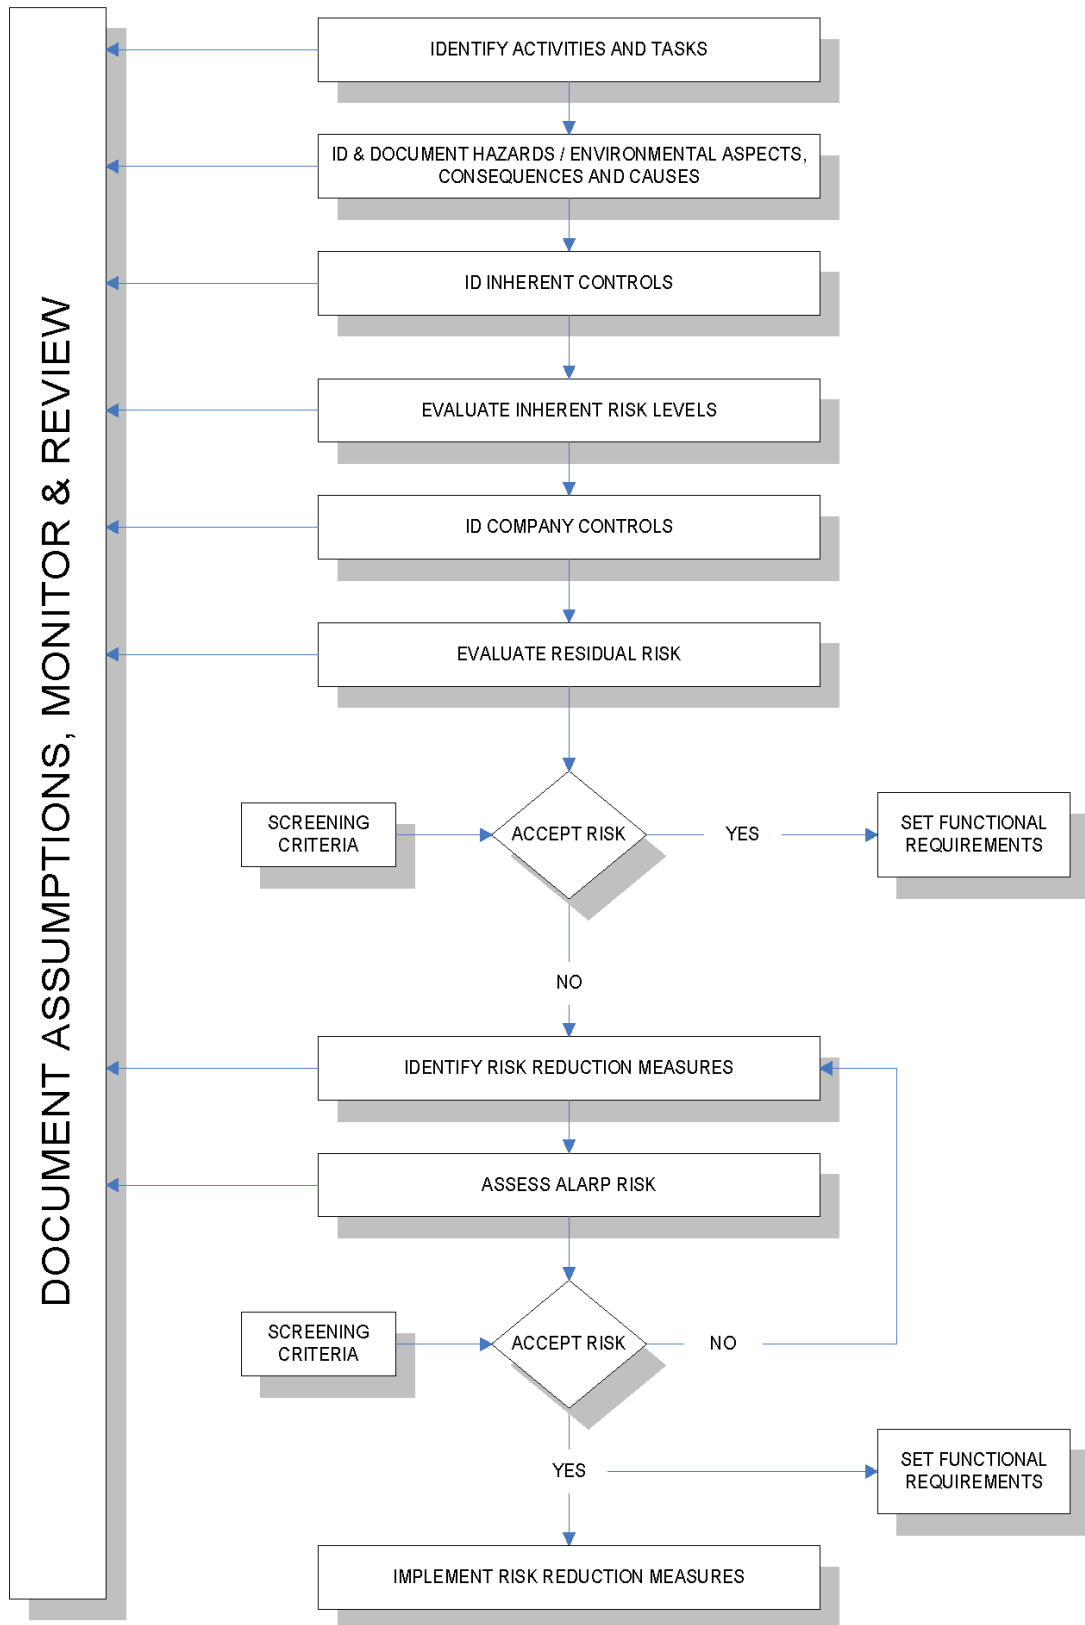 DOCUMENT ASSUMPTIONS, MONITOR & REVIEW
IDENTIFY ACTIVITIES AND TASKS
ID & DOCUMENT HAZARDS / ENVIRONMENTAL ASPECTS,
CONSEQUENCES AND CAUSES
ID INHERENT CONTROLS
EVALUATE INHERENT RISK LEVELS
ID COMPANY CONTROLS
EVALUATE RESIDUAL RISK
SCREENING
CRITERIA
ACCEPT RISK
YES
SET FUNCTIONAL
REQUIREMENTS
NO
IDENTIFY RISK REDUCTION MEASURES
ASSESS ALARP RISK
SCREENING
CRITERIA
ACCEPT RISK
NO
YES
SET FUNCTIONAL
REQUIREMENTS
IMPLEMENT RISK REDUCTION MEASURES